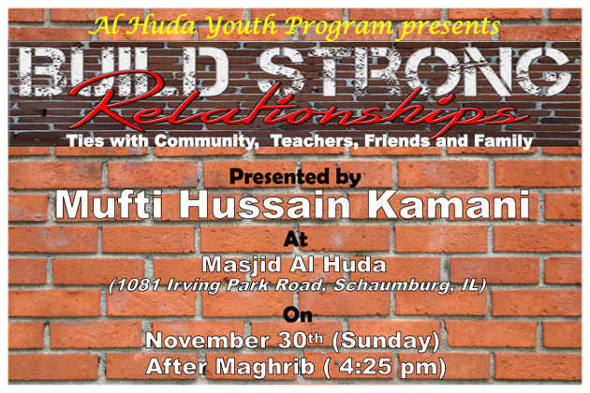 Al Huda Youth Program presents
BUILD STRONG
Relationships
Ties with Community, Teachers, Friends and Family
Presented by
Mufti Hussain Kamani
At
Masjid Al Huda
(1081 Irving Park Road, Schaumburg, IL)
On
November 30th (Sunday)
After Maghrib ( 4:25 pm)